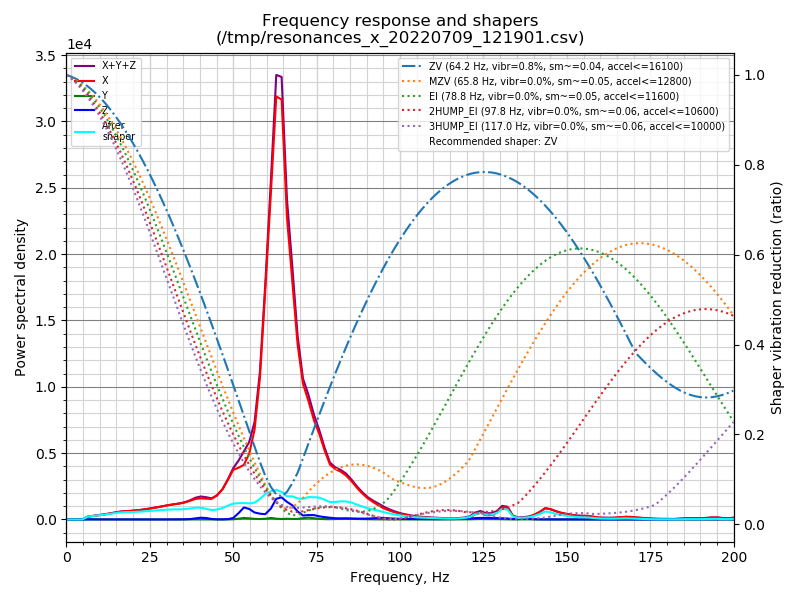 Frequency response and shapers
(/tmp/resonances_x_20220709_121901.csv)
1e4
X+Y+Z
X
Y
Z
After
shaper
ZV (64.2 Hz, vibr=0.8%, sm~=0.04, accel<=16100)
MZV (65.8 Hz, vibr=0.0%, sm~=0.05, accel<=12800)
EI (78.8 Hz, vibr=0.0%, sm~=0.05, accel<=11600)
2HUMP_EI (97.8 Hz, vibr=0.0%, sm~=0.06, accel<=10600)
3HUMP_EI (117.0 Hz, vibr=0.0%, sm~=0.06, accel<=10000)
Recommended shaper: ZV
Power spectral density
3.5
3.0
2.5
2.0
1.5
1.0
0.5
0.0
1.0
0.8
0.6
0.4
0.2
0.0
Shaper vibration reduction (ratio)
0 25 50 75 100 125 150 175 200
Frequency, Hz